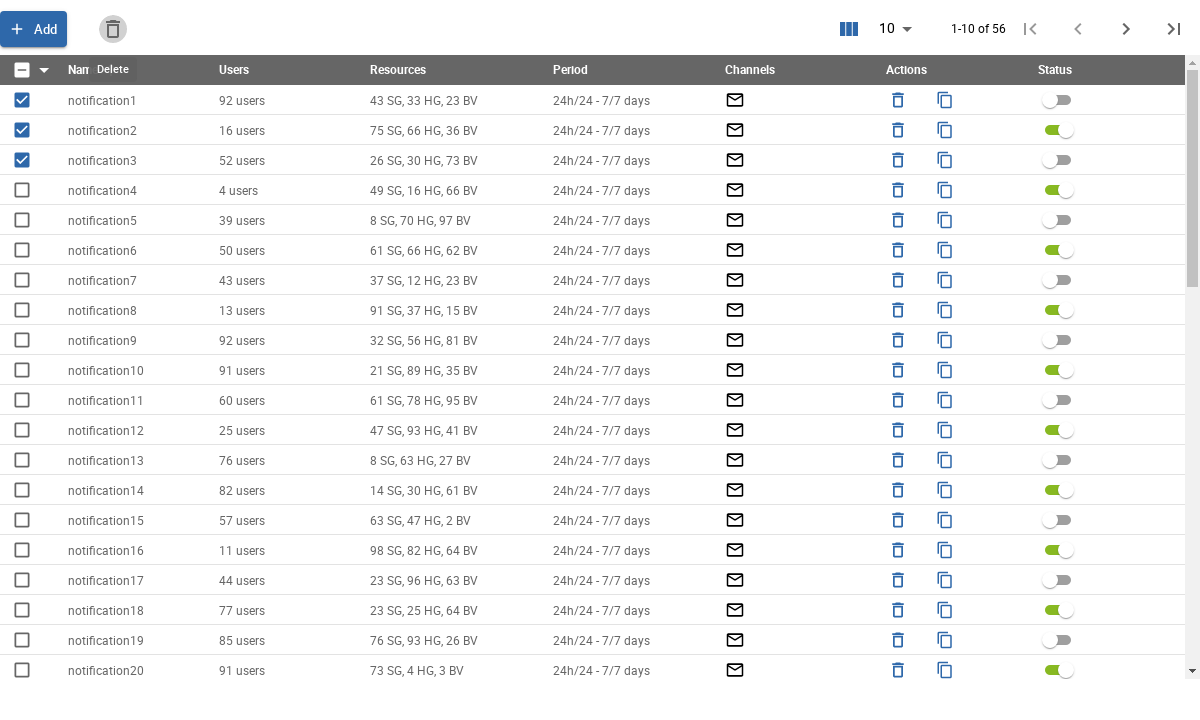 Add 10 1-10 of 56
Nam Delete Users Resources Period Channels Actions Status
notification1 92 users 43 SG, 33 HG, 23 BV 24h/24 - 7/7 days
notification2 16 users 75 SG, 66 HG, 36 BV 24h/24 - 7/7 days
notification3 52 users 26 SG, 30 HG, 73 BV 24h/24 - 7/7 days
notification4 4 users 49 SG, 16 HG, 66 BV 24h/24 - 7/7 days
notification5 39 users 8 SG, 70 HG, 97 BV 24h/24 - 7/7 days
notification6 50 users 61 SG, 66 HG, 62 BV 24h/24 - 7/7 days
notification7 43 users 37 SG, 12 HG, 23 BV 24h/24 - 7/7 days
notification8 13 users 91 SG, 37 HG, 15 BV 24h/24 - 7/7 days
notification9 92 users 32 SG, 56 HG, 81 BV 24h/24 - 7/7 days
notification10 91 users 21 SG, 89 HG, 35 BV 24h/24 - 7/7 days
notification11 60 users 61 SG, 78 HG, 95 BV 24h/24 - 7/7 days
notification12 25 users 47 SG, 93 HG, 41 BV 24h/24 - 7/7 days
notification13 76 users 8 SG, 63 HG, 27 BV 24h/24 - 7/7 days
notification14 82 users 14 SG, 30 HG, 61 BV 24h/24 - 7/7 days
notification15 57 users 63 SG, 47 HG, 2 BV 24h/24 - 7/7 days
notification16 11 users 98 SG, 82 HG, 64 BV 24h/24 - 7/7 days
notification17 44 users 23 SG, 96 HG, 63 BV 24h/24 - 7/7 days
notification18 77 users 23 SG, 25 HG, 64 BV 24h/24 - 7/7 days
notification19 85 users 76 SG, 93 HG, 26 BV 24h/24 - 7/7 days
notification20 91 users 73 SG, 4 HG, 3 BV 24h/24 - 7/7 days